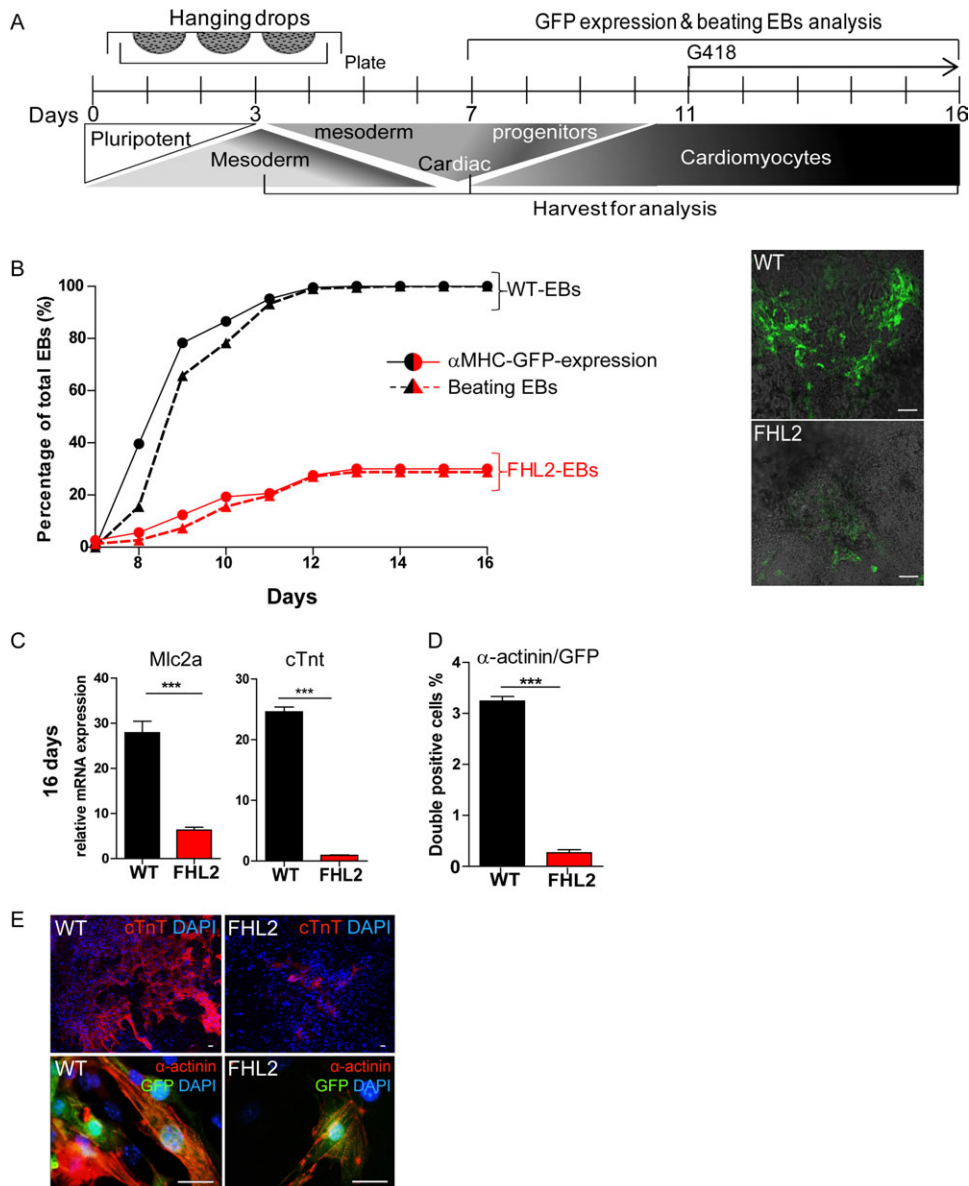 A
Hanging drops
GFP expression & beating EBs analysis
G418
Plate
Days 0 3 7 11 16
Pluripotent
mesoderm
progenitors
Mesoderm
Cardiac
Cardiomyocytes
Harvest for analysis
B
Percentage of total EBs (%)
100
80
60
40
20
0
8 10 12 14 16
Days
WT-EBs
αMHC-GFP-expression
Beating EBs
FHL2-EBs
WT
FHL2
C
16 days
Mlc2a
relative mRNA expression
***
40
30
20
10
0
WT FHL2
cTnt
***
30
20
10
0
WT FHL2
D
α-actinin/GFP
Double positive cells %
***
4
3
2
1
0
WT FHL2
E
WT cTnT DAPI
FHL2 cTnT DAPI
WT α-actinin
GFP DAPI
FHL2 α-actinin
GFP DAPI